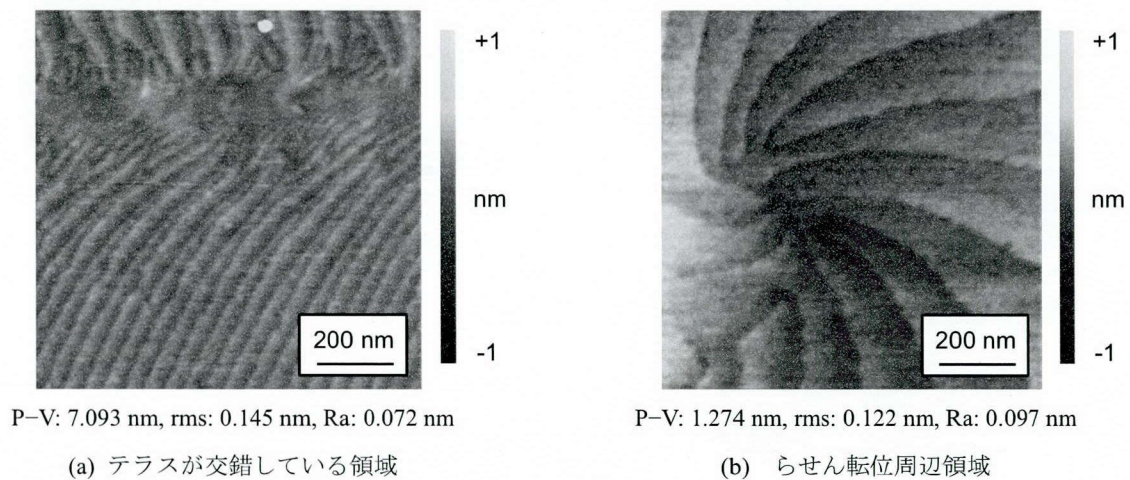 +1
nm
-1
200 nm
P−V: 7.093 nm, rms: 0.145 nm, Ra: 0.072 nm
(a) テラスが交錯している領域
+1
nm
-1
200 nm
P−V: 1.274 nm, rms: 0.122 nm, Ra: 0.097 nm
(b) らせん転位周辺領域